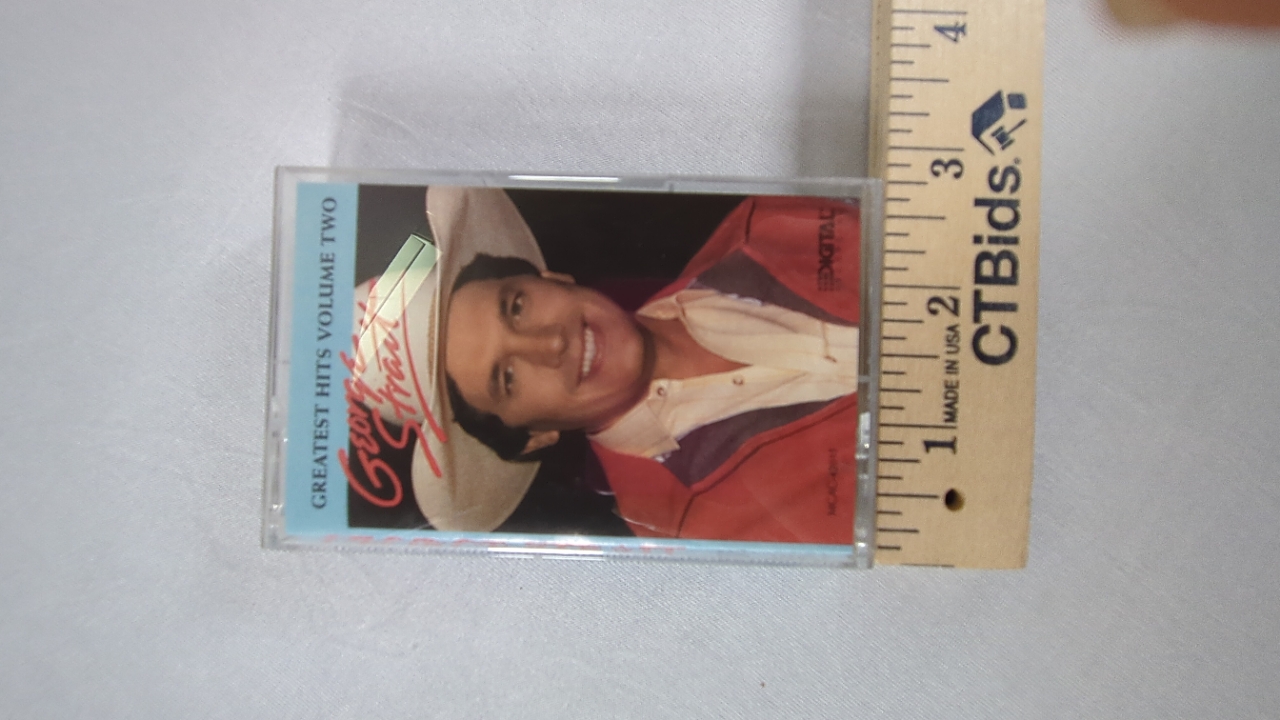 GREATEST HITS VOLUME TWO
George
Strait
DIGITAL
1
2
3
4
MADE IN USA
CTBids.